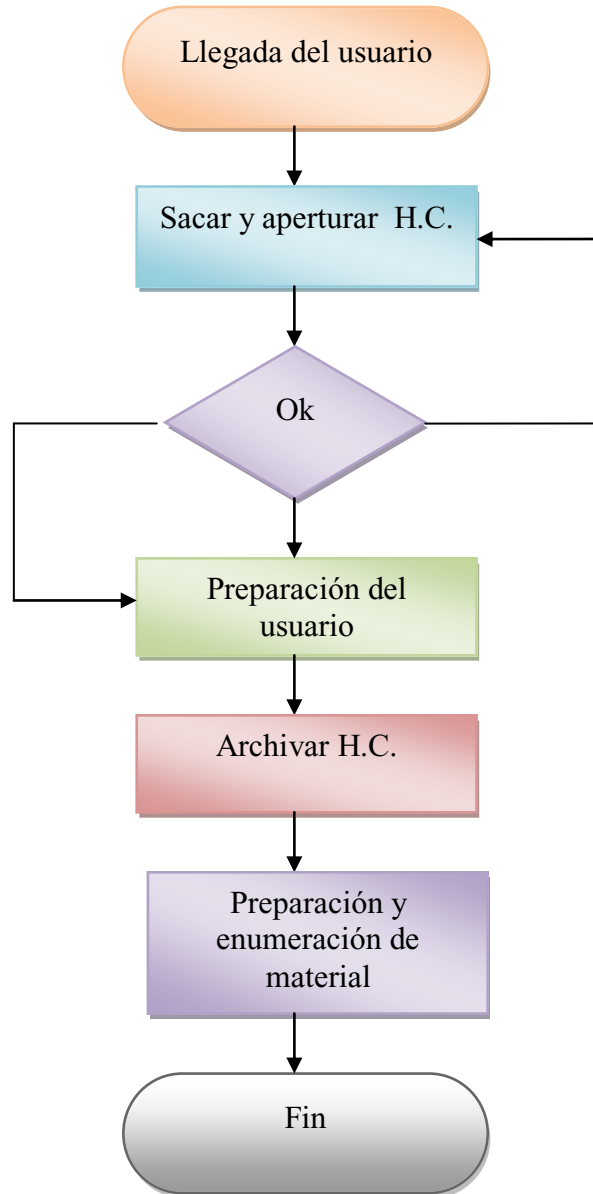 Llegada del usuario
Sacar y aperturar H.C.
Ok
Preparación del
usuario
Archivar H.C.
Preparación y
enumeración de
material
Fin